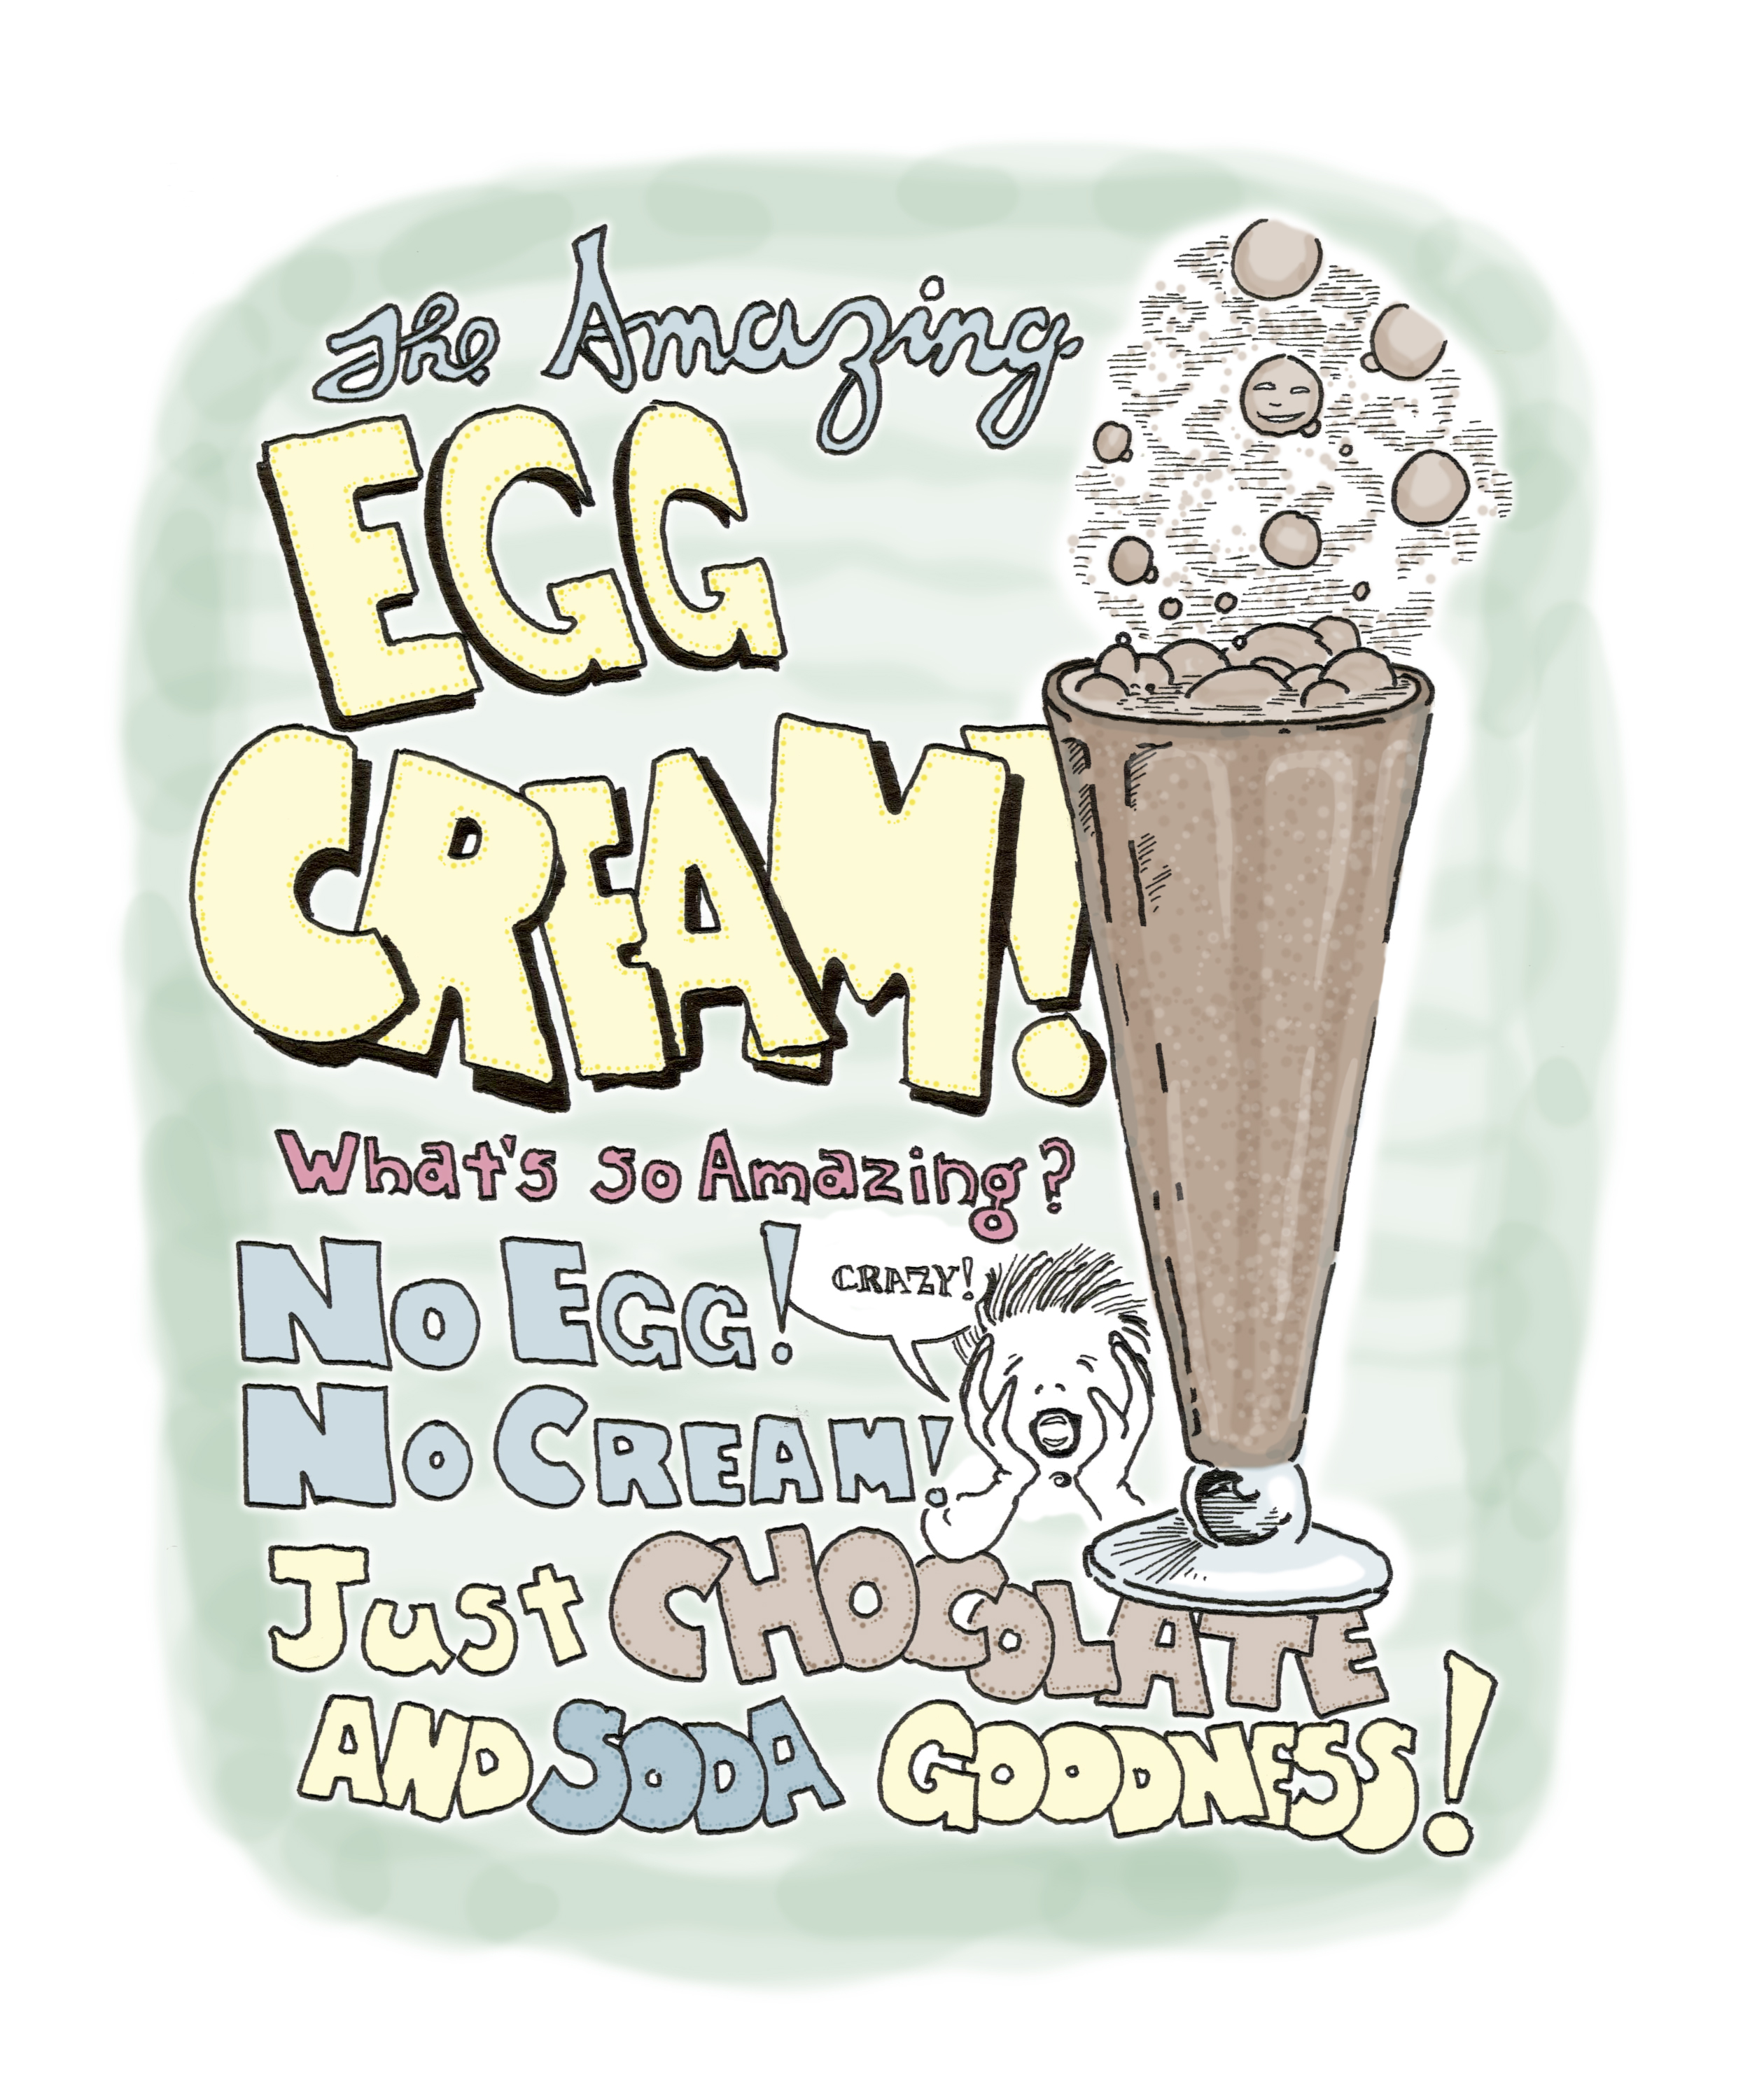 The Amazing
EGG
CREAM!
What's so Amazing?
No EGG!
CRAZY!
No CREAM!
Just CHOCOLATE
AND SODA GOODNESS!